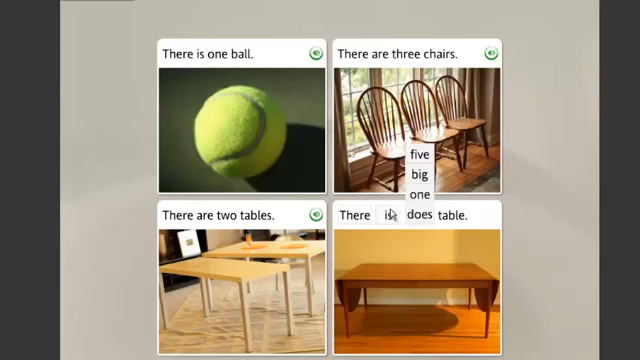 There is one ball.
There are three chairs.
five
big
one
There are two tables.
There is does table.